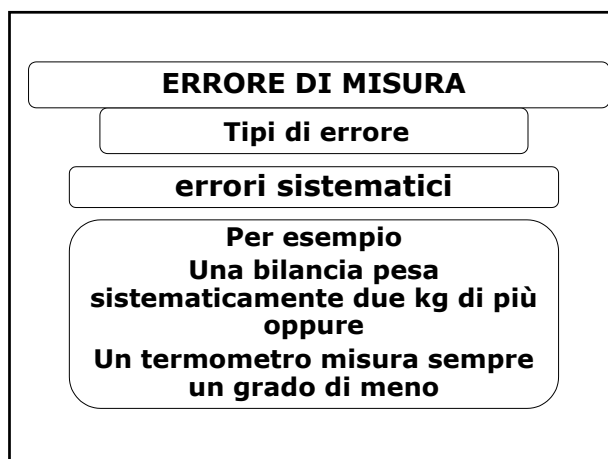 ERRORE DI MISURA
Tipi di errore
errori sistematici
Per esempio
Una bilancia pesa
sistematicamente due kg di più
oppure
Un termometro misura sempre
un grado di meno